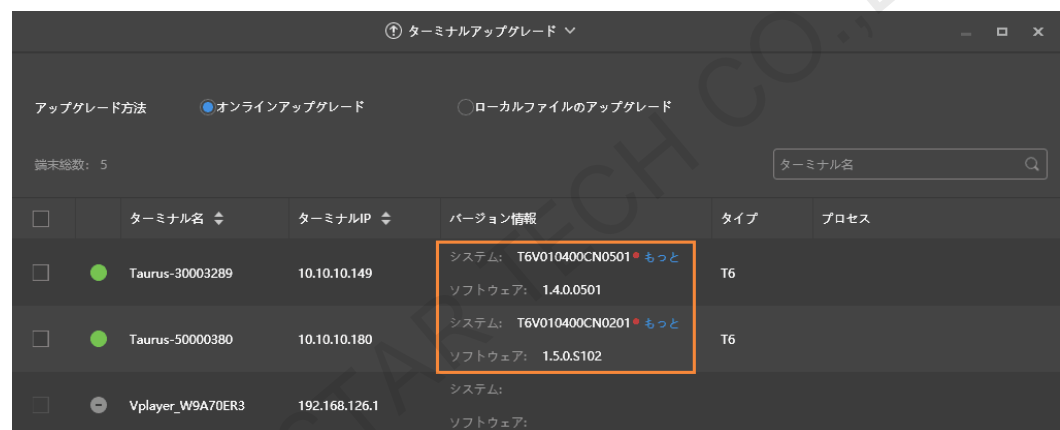 ターミナルアップグレード
アップグレード方法 オンラインアップグレード ローカルファイルのアップグレード
端末総数: 5 ターミナル名
ターミナル名 ターミナルIP バージョン情報 タイプ プロセス
システム: T6V010400CN0501 もっと
Taurus-30003289 10.10.10.149 T6
ソフトウェア: 1.4.0.0501
システム: T6V010400CN0201 もっと
Taurus-50000380 10.10.10.180 T6
ソフトウェア: 1.5.0.S102
システム:
Vplayer_W9A70ER3 192.168.126.1
ソフトウェア:
STAR TECH CO.,